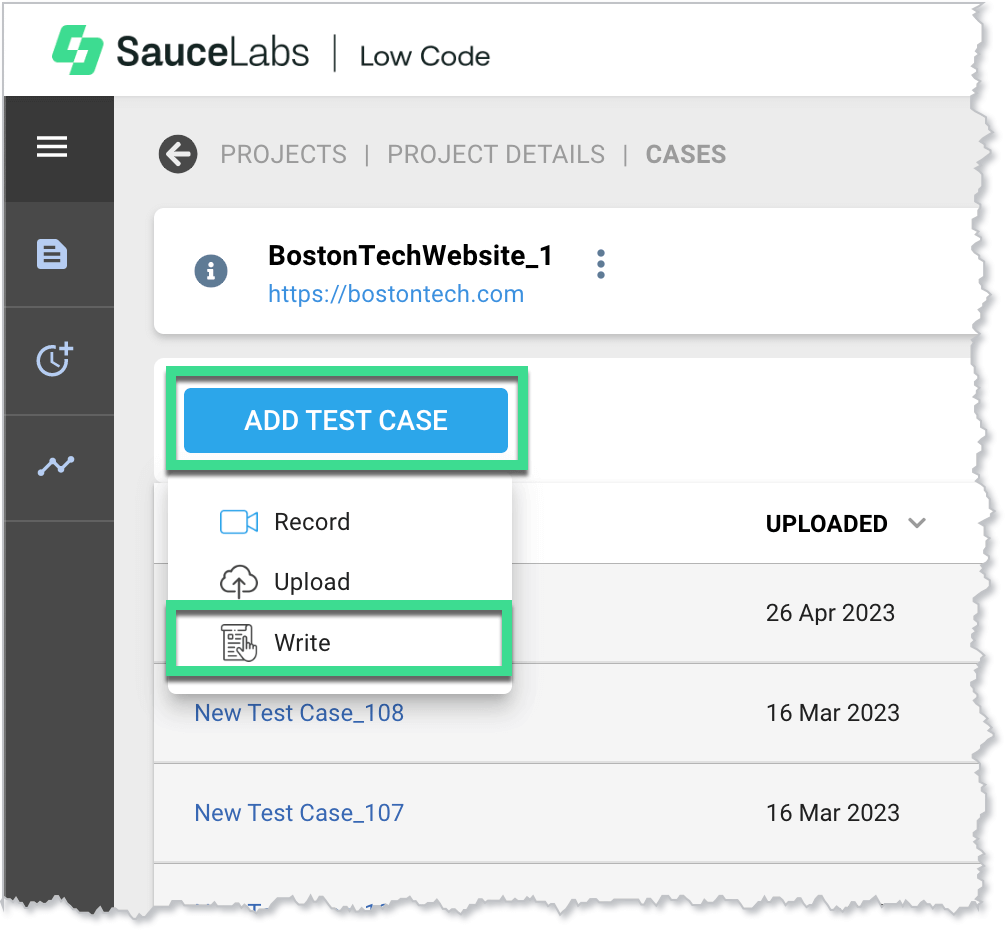 SauceLabs | Low Code
PROJECTS | PROJECT DETAILS | CASES
BostonTechWebsite_1
https://bostontech.com
ADD TEST CASE
Record
UPLOADED
Upload
26 Apr 2023
Write
New Test Case_108 16 Mar 2023
New Test Case_107 16 Mar 2023